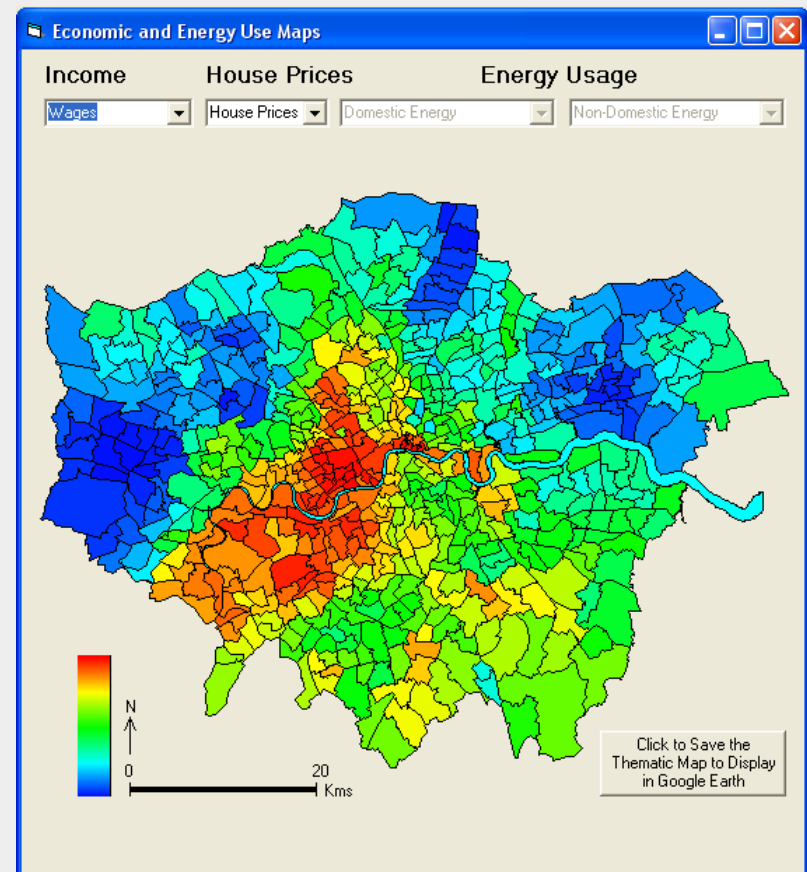 Economic and Energy Use Maps
Income House Prices Energy Usage
Wages House Prices Domestic Energy Non-Domestic Energy
N
0 20
Kms
Click to Save the
Thematic Map to Display
in Google Earth